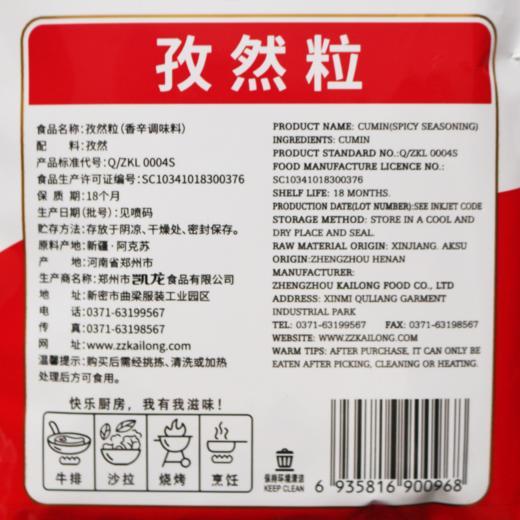 孜然粒
食品名称:孜然粒(香辛调味料)
配 料:孜然
产品标准代号:Q/ZKL 0004S
食品生产许可证编号:SC10341018300376
保 质 期:18个月
生产日期(批号):见喷码
贮存方法:存放于阴凉、干燥处、密封保存。
原料产地:新疆·阿克苏
产 地:河南省郑州市
生产商名称:郑州市凯龙食品有限公司
地 址:新密市曲梁服装工业园区
电 话:0371-63199567
传 真:0371-63198567
网 址:www.zzkailong.com
温馨提示:购买后需经挑拣、清洗或加热
处理后方可食用。
PRODUCT NAME: CUMIN(SPICY SEASONING)
INGREDIENTS: CUMIN
PRODUCT STANDARD NO.:Q/ZKL 0004S
FOOD MANUFACTURE LICENCE NO.:
SC10341018300376
SHELF LIFE: 18 MONTHS.
PRODUCTION DATE(LOT NUMBER):SEE INKJET CODE
STORAGE METHOD: STORE IN A COOL AND
DRY PLACE AND SEAL.
RAW MATERIAL ORIGIN: XINJIANG. AKSU
ORIGIN:ZHENGZHOU HENAN
MANUFACTURER:
ZHENGZHOU KAILONG FOOD CO., LTD
ADDRESS: XINMI QULIANG GARMENT
INDUSTRIAL PARK
TEL: 0371-63199567 FAX:0371-63198567
WEBSITE: WWW.ZZKAILONG.COM
WARM TIPS: AFTER PURCHASE, IT CAN ONLY BE
EATEN AFTER PICKING, CLEANING OR HEATING.
快乐厨房,我有我滋味!
牛排 沙拉 烧烤 烹饪
保持环境清洁
KEEP CLEAN
6 935816 900968